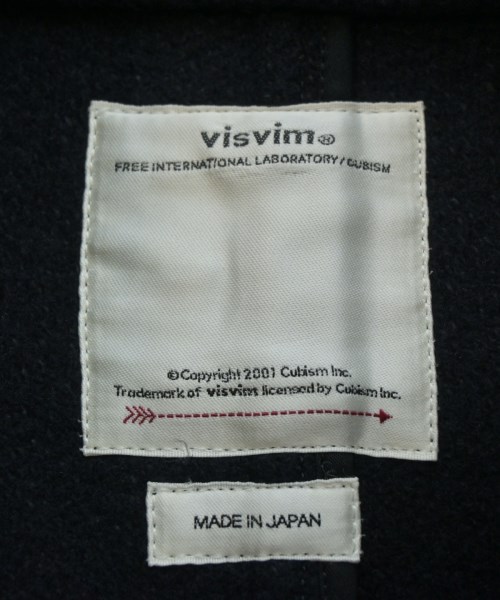 visvim®
FREE INTERNATIONAL LABORATORY / CUBISM
©Copyright 2001 Cubism Inc.
Trademark of visvim licensed by Cubism Inc.
MADE IN JAPAN